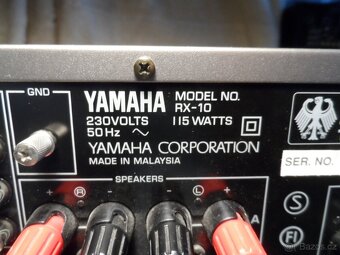 GND
YAMAHA MODEL NO.
RX-10
230VOLTS 115 WATTS
50Hz
YAMAHA CORPORATION
MADE IN MALAYSIA
SER. NO.
SPEAKERS
+ R - - L +
A
S
FI
bazos.cz